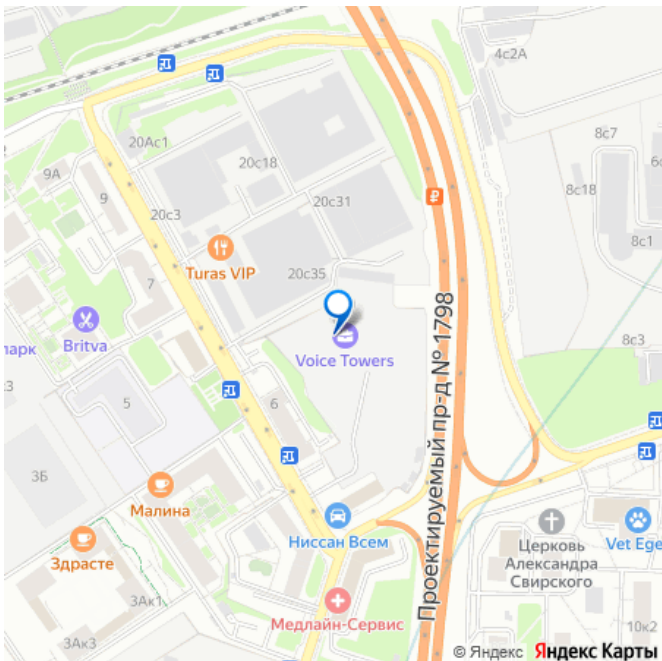 4с2А
8с7
20Ас1
20с18
9А
8с18
9
20с31
20с3
8с1
Turas VIP
20с35
7
Проектируемый пр-д № 1798
Britva
парк
Voice Towers
8с3
5
6
3Б
Малина
Ниссан Всем
Здрасте
Церковь
Александра
Свирского
Vet Ege
3Ак1
Медлайн-Сервис
10к2
3Ак3
© Яндекс Яндекс Карты